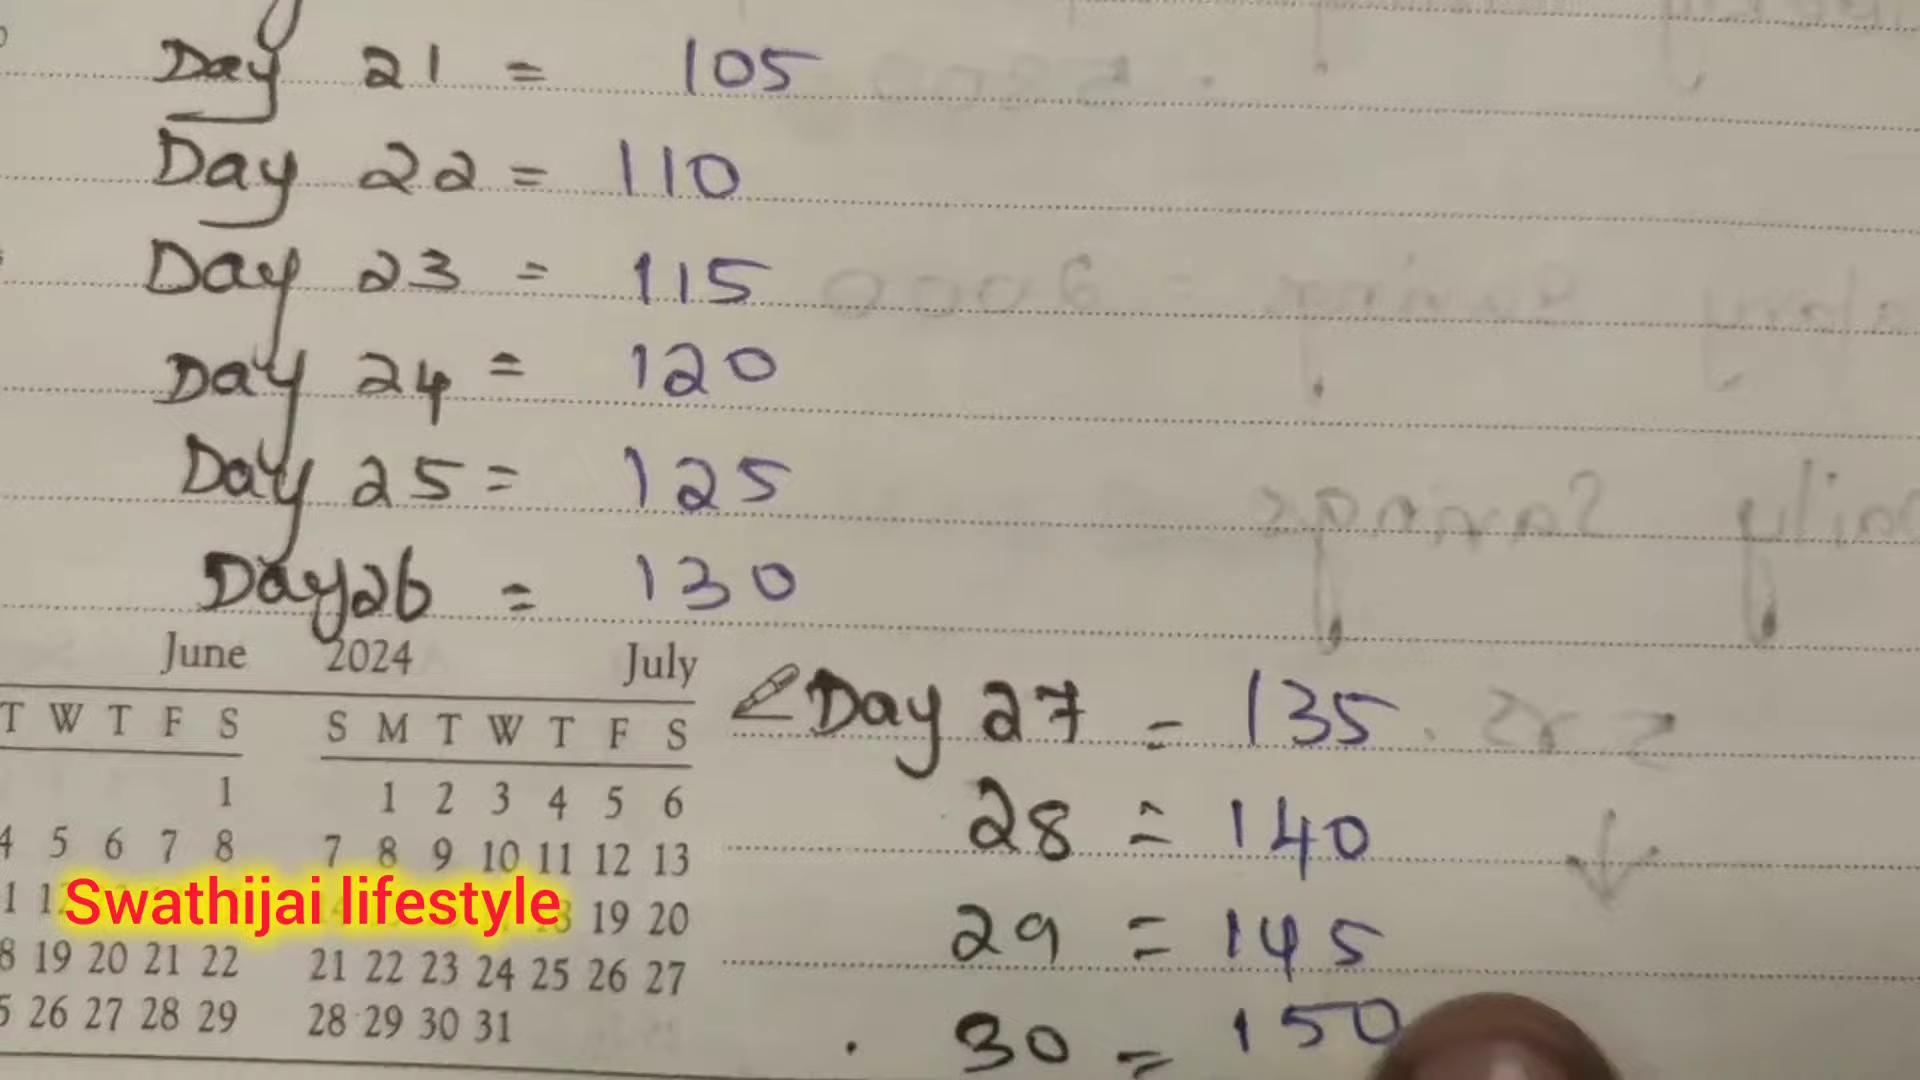 Day 21 = 105
Day 22 = 110
Day 23 = 115
Day 24 = 120
Day 25 = 125
Day 26 = 130
June 2024 July
T W T F S S M T W T F S
1 1 2 3 4 5 6
4 5 6 7 8 7 8 9 10 11 12 13
19 20
8 19 20 21 22 21 22 23 24 25 26 27
5 26 27 28 29 28 29 30 31
Swathijai lifestyle
Day 27 = 135
28 = 140
29 = 145
30 = 150